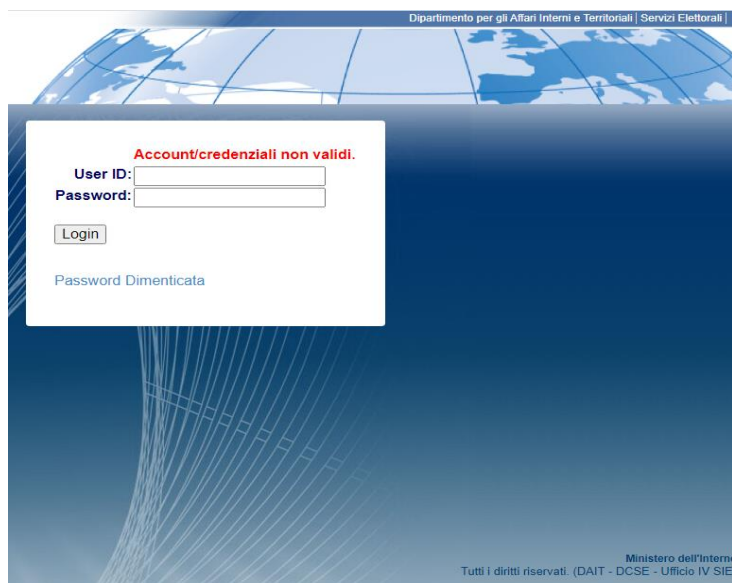 Dipartimento per gli Affari Interni e Territoriali | Servizi Elettorali |
Account/credenziali non validi.
User ID:
Password:
Login
Password Dimenticata
Ministero dell'Intern
Tutti i diritti riservati. (DAIT - DCSE - Ufficio IV SIE